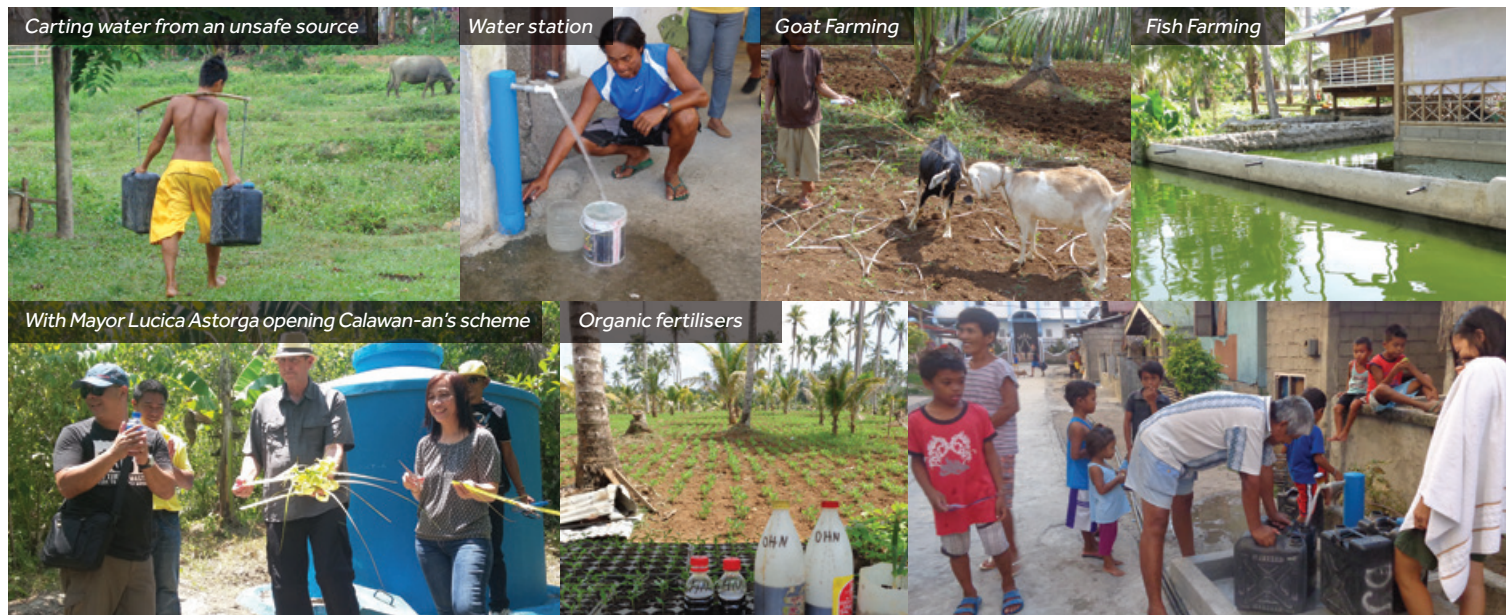 Carting water from an unsafe source
Water station
Goat Farming
Fish Farming
With Mayor Lucica Astorga opening Calawan-an's scheme
Organic fertilisers
OHN
OHN